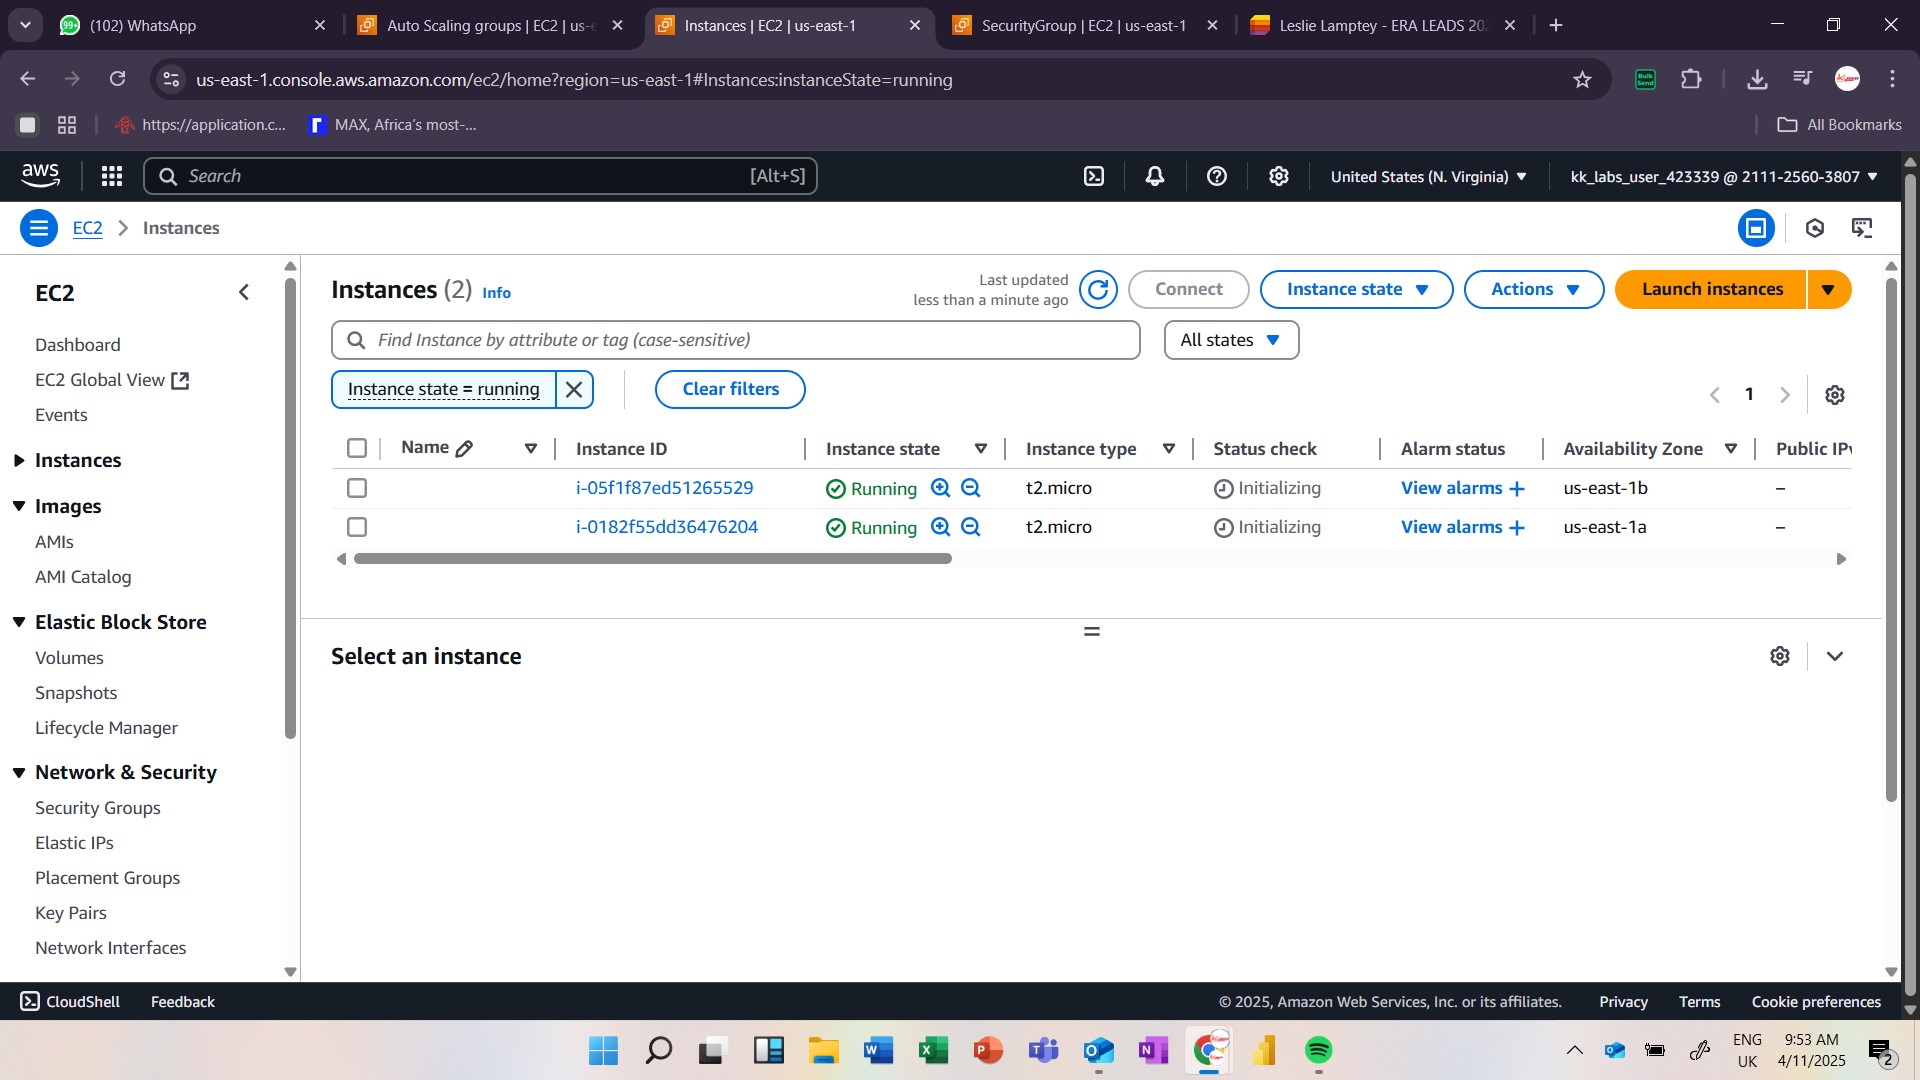 (102) WhatsApp
Auto Scaling groups | EC2 | us-e
Instances | EC2 | us-east-1
SecurityGroup | EC2 | us-east-1
Leslie Lamptey - ERA LEADS 202
us-east-1.console.aws.amazon.com/ec2/home?region=us-east-1#Instances:instanceState=running
Bulk Send
https://application.c...
MAX, Africa's most-...
All Bookmarks
aws
Search
[Alt+S]
United States (N. Virginia)
kk_labs_user_423339 @ 2111-2560-3807
EC2
Instances
EC2
Dashboard
EC2 Global View
Events
Instances
Images
AMIs
AMI Catalog
Elastic Block Store
Volumes
Snapshots
Lifecycle Manager
Network & Security
Security Groups
Elastic IPs
Placement Groups
Key Pairs
Network Interfaces
Instances (2) Info
Last updated
less than a minute ago
Connect
Instance state
Actions
Launch instances
Find Instance by attribute or tag (case-sensitive)
All states
Instance state = running
Clear filters
1
Name Instance ID Instance state Instance type Status check Alarm status Availability Zone Public IPv
i-05f1f87ed51265529 Running t2.micro Initializing View alarms + us-east-1b –
i-0182f55dd36476204 Running t2.micro Initializing View alarms + us-east-1a –
Select an instance
CloudShell
Feedback
© 2025, Amazon Web Services, Inc. or its affiliates.
Privacy
Terms
Cookie preferences
ENG
UK
9:53 AM
4/11/2025
2